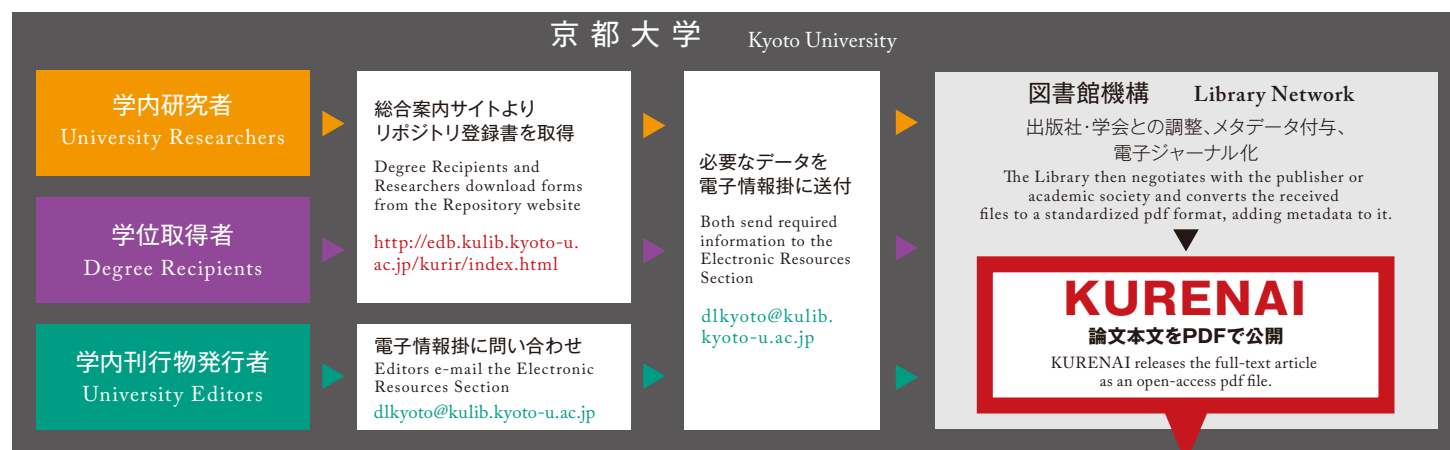 京都大学 Kyoto University
学内研究者
University Researchers
学位取得者
Degree Recipients
学内刊行物発行者
University Editors
総合案内サイトより
リポジトリ登録書を取得
Degree Recipients and
Researchers download forms
from the Repository website
http://edb.kulib.kyoto-u.
ac.jp/kurir/index.html
電子情報掛に問い合わせ
Editors e-mail the Electronic
Resources Section
dlkyoto@kulib.kyoto-u.ac.jp
必要なデータを
電子情報掛に送付
Both send required
information to the
Electronic Resources
Section
dlkyoto@kulib.
kyoto-u.ac.jp
図書館機構 Library Network
出版社・学会との調整、メタデータ付与、
電子ジャーナル化
The Library then negotiates with the publisher or
academic society and converts the received
files to a standardized pdf format, adding metadata to it.
KURENAI
論文本文をPDFで公開
KURENAI releases the full-text article
as an open-access pdf file.